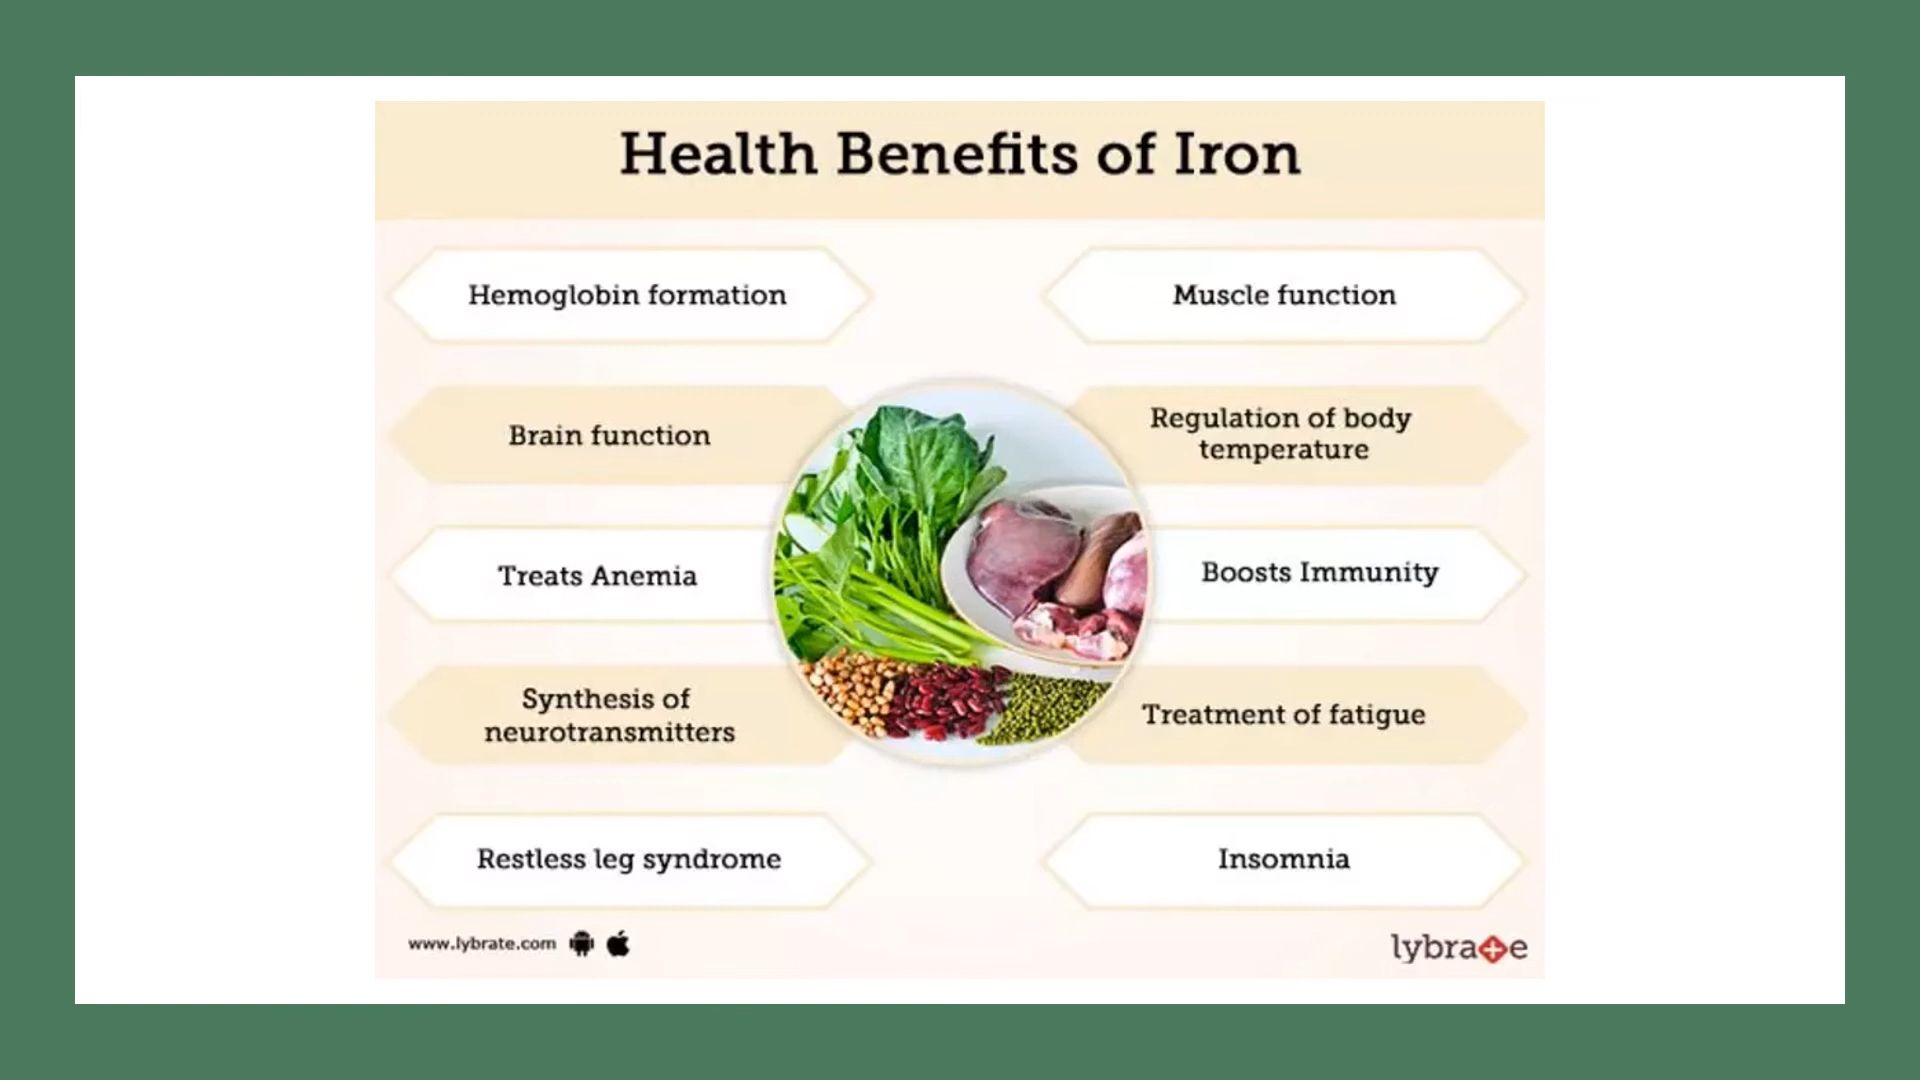 Health Benefits of Iron
Hemoglobin formation
Muscle function
Brain function
Regulation of body
temperature
Treats Anemia
Boosts Immunity
Synthesis of
neurotransmitters
Treatment of fatigue
Restless leg syndrome
Insomnia
www.lybrate.com
lybrate